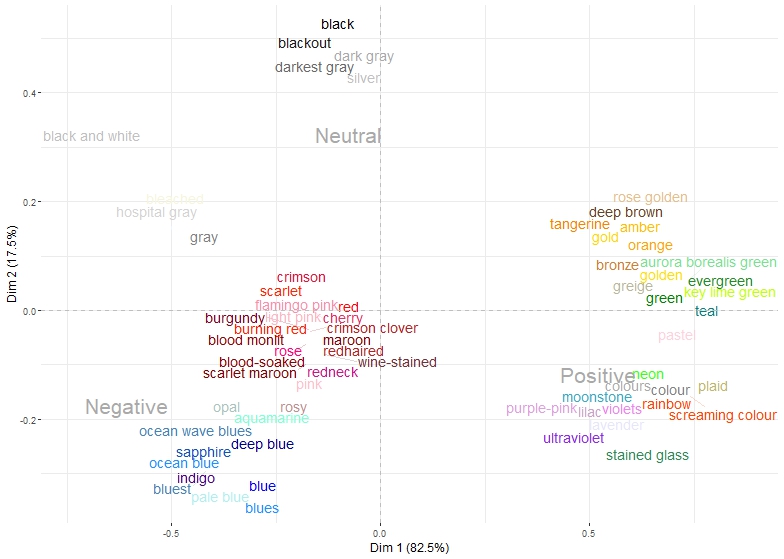 black
blackout
dark gray
darkest gray
silver
0.4
black and white
Neutral
bleached
0.2
rose golden
hospital gray
deep brown
tangerine
amber
gray
gold
orange
aurora borealis green
bronze
crimson
golden
evergreen
scarlet
greige
key lime green
flamingo pink
red
green
0.0
teal
burgundy
light pink
cherry
burning red
crimson clover
pastel
blood monlit
maroon
rose
redhaired
blood-soaked
wine-stained
scarlet maroon
redneck
Positive
neon
pink
colours
colour
plaid
moonstone
Negative
opal
rosy
purple-pink
lilac
violets
rainbow
-0.2
aquamarine
screaming colour
lavender
ocean wave blues
ultraviolet
deep blue
sapphire
stained glass
ocean blue
indigo
bluest
blue
pale blue
blues
-0.5
0.0
0.5
Dim 1 (82.5%)
Dim 2 (17.5%)